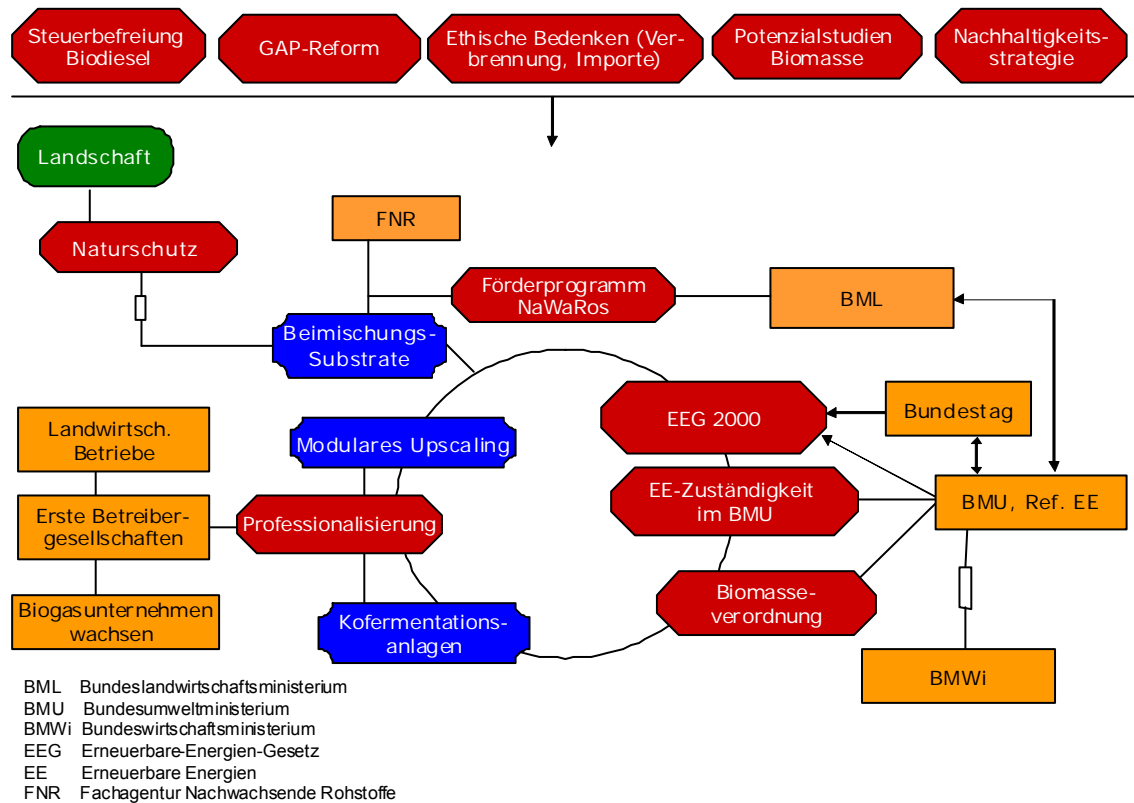 Steuerbefreiung
Biodiesel
GAP-Reform
Ethische Bedenken (Ver-
brennung, Importe)
Potenzialstudien
Biomasse
Nachhaltigkeits-
strategie
Landschaft
Naturschutz
FNR
Förderprogramm
NaWaRos
BML
Beimischungs-
Substrate
EEG 2000
Bundestag
Landwirtsch.
Betriebe
Modulares Upscaling
EE-Zuständigkeit
im BMU
BMU, Ref. EE
Erste Betreiber-
gesellschaften
Professionalisierung
Biogasunternehmen
wachsen
Kofermentations-
anlagen
Biomasse-
verordnung
BMWi
BML Bundeslandwirtschaftsministerium
BMU Bundesumweltministerium
BMWi Bundeswirtschaftsministerium
EEG Erneuerbare-Energien-Gesetz
EE Erneuerbare Energien
FNR Fachagentur Nachwachsende Rohstoffe